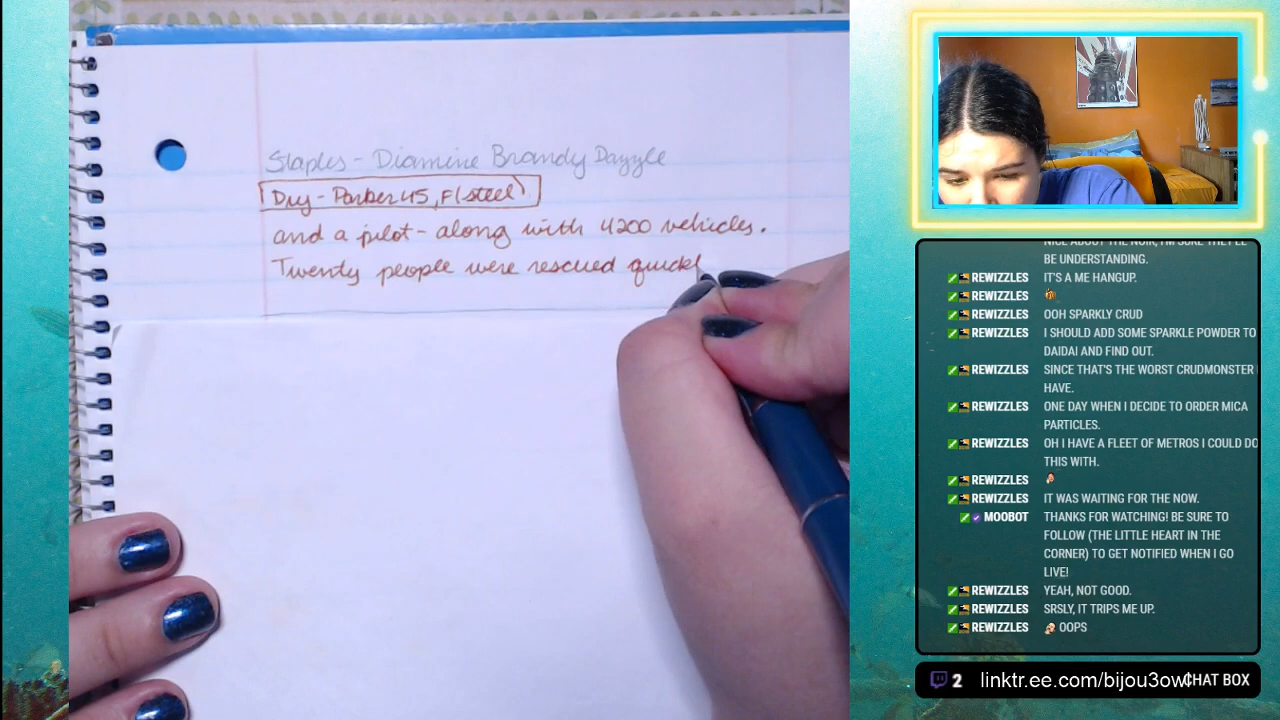 Staples - Diamine Brandy Dazzle
Dry - Parker 45, F (steel)
and a pilot - along with 4200 vehicles.
Twenty people were rescued quickl
NICE ABOUT THE NOIR, I'M SURE THEY'LL
BE UNDERSTANDING.
REWIZZLES IT'S A ME HANGUP.
REWIZZLES
REWIZZLES OOH SPARKLY CRUD
REWIZZLES I SHOULD ADD SOME SPARKLE POWDER TO
DAIDAI AND FIND OUT.
REWIZZLES SINCE THAT'S THE WORST CRUDMONSTER I
HAVE.
REWIZZLES ONE DAY WHEN I DECIDE TO ORDER MICA
PARTICLES.
REWIZZLES OH I HAVE A FLEET OF METROS I COULD DO
THIS WITH.
REWIZZLES
REWIZZLES IT WAS WAITING FOR THE NOW.
MOOBOT THANKS FOR WATCHING! BE SURE TO
FOLLOW (THE LITTLE HEART IN THE
CORNER) TO GET NOTIFIED WHEN I GO
LIVE!
REWIZZLES YEAH, NOT GOOD.
REWIZZLES SRSLY, IT TRIPS ME UP.
REWIZZLES OOPS
2 linktr.ee.com/bijou3owl CHAT BOX